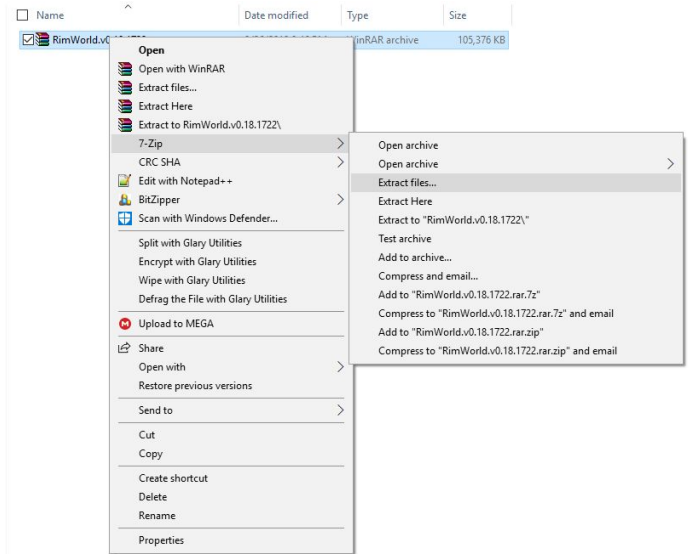 Name Date modified Type Size
RimWorld.v0 WinRAR archive 105,376 KB
Open
Open with WinRAR
Extract files...
Extract Here
Extract to RimWorld.v0.18.1722\
7-Zip
CRC SHA
Edit with Notepad++
BitZipper
Scan with Windows Defender...
Split with Glary Utilities
Encrypt with Glary Utilities
Wipe with Glary Utilities
Defrag the File with Glary Utilities
Upload to MEGA
Share
Open with
Restore previous versions
Send to
Cut
Copy
Create shortcut
Delete
Rename
Properties
Open archive
Open archive
Extract files...
Extract Here
Extract to "RimWorld.v0.18.1722\"
Test archive
Add to archive...
Compress and email...
Add to "RimWorld.v0.18.1722.rar.7z"
Compress to "RimWorld.v0.18.1722.rar.7z" and email
Add to "RimWorld.v0.18.1722.rar.zip"
Compress to "RimWorld.v0.18.1722.rar.zip" and email